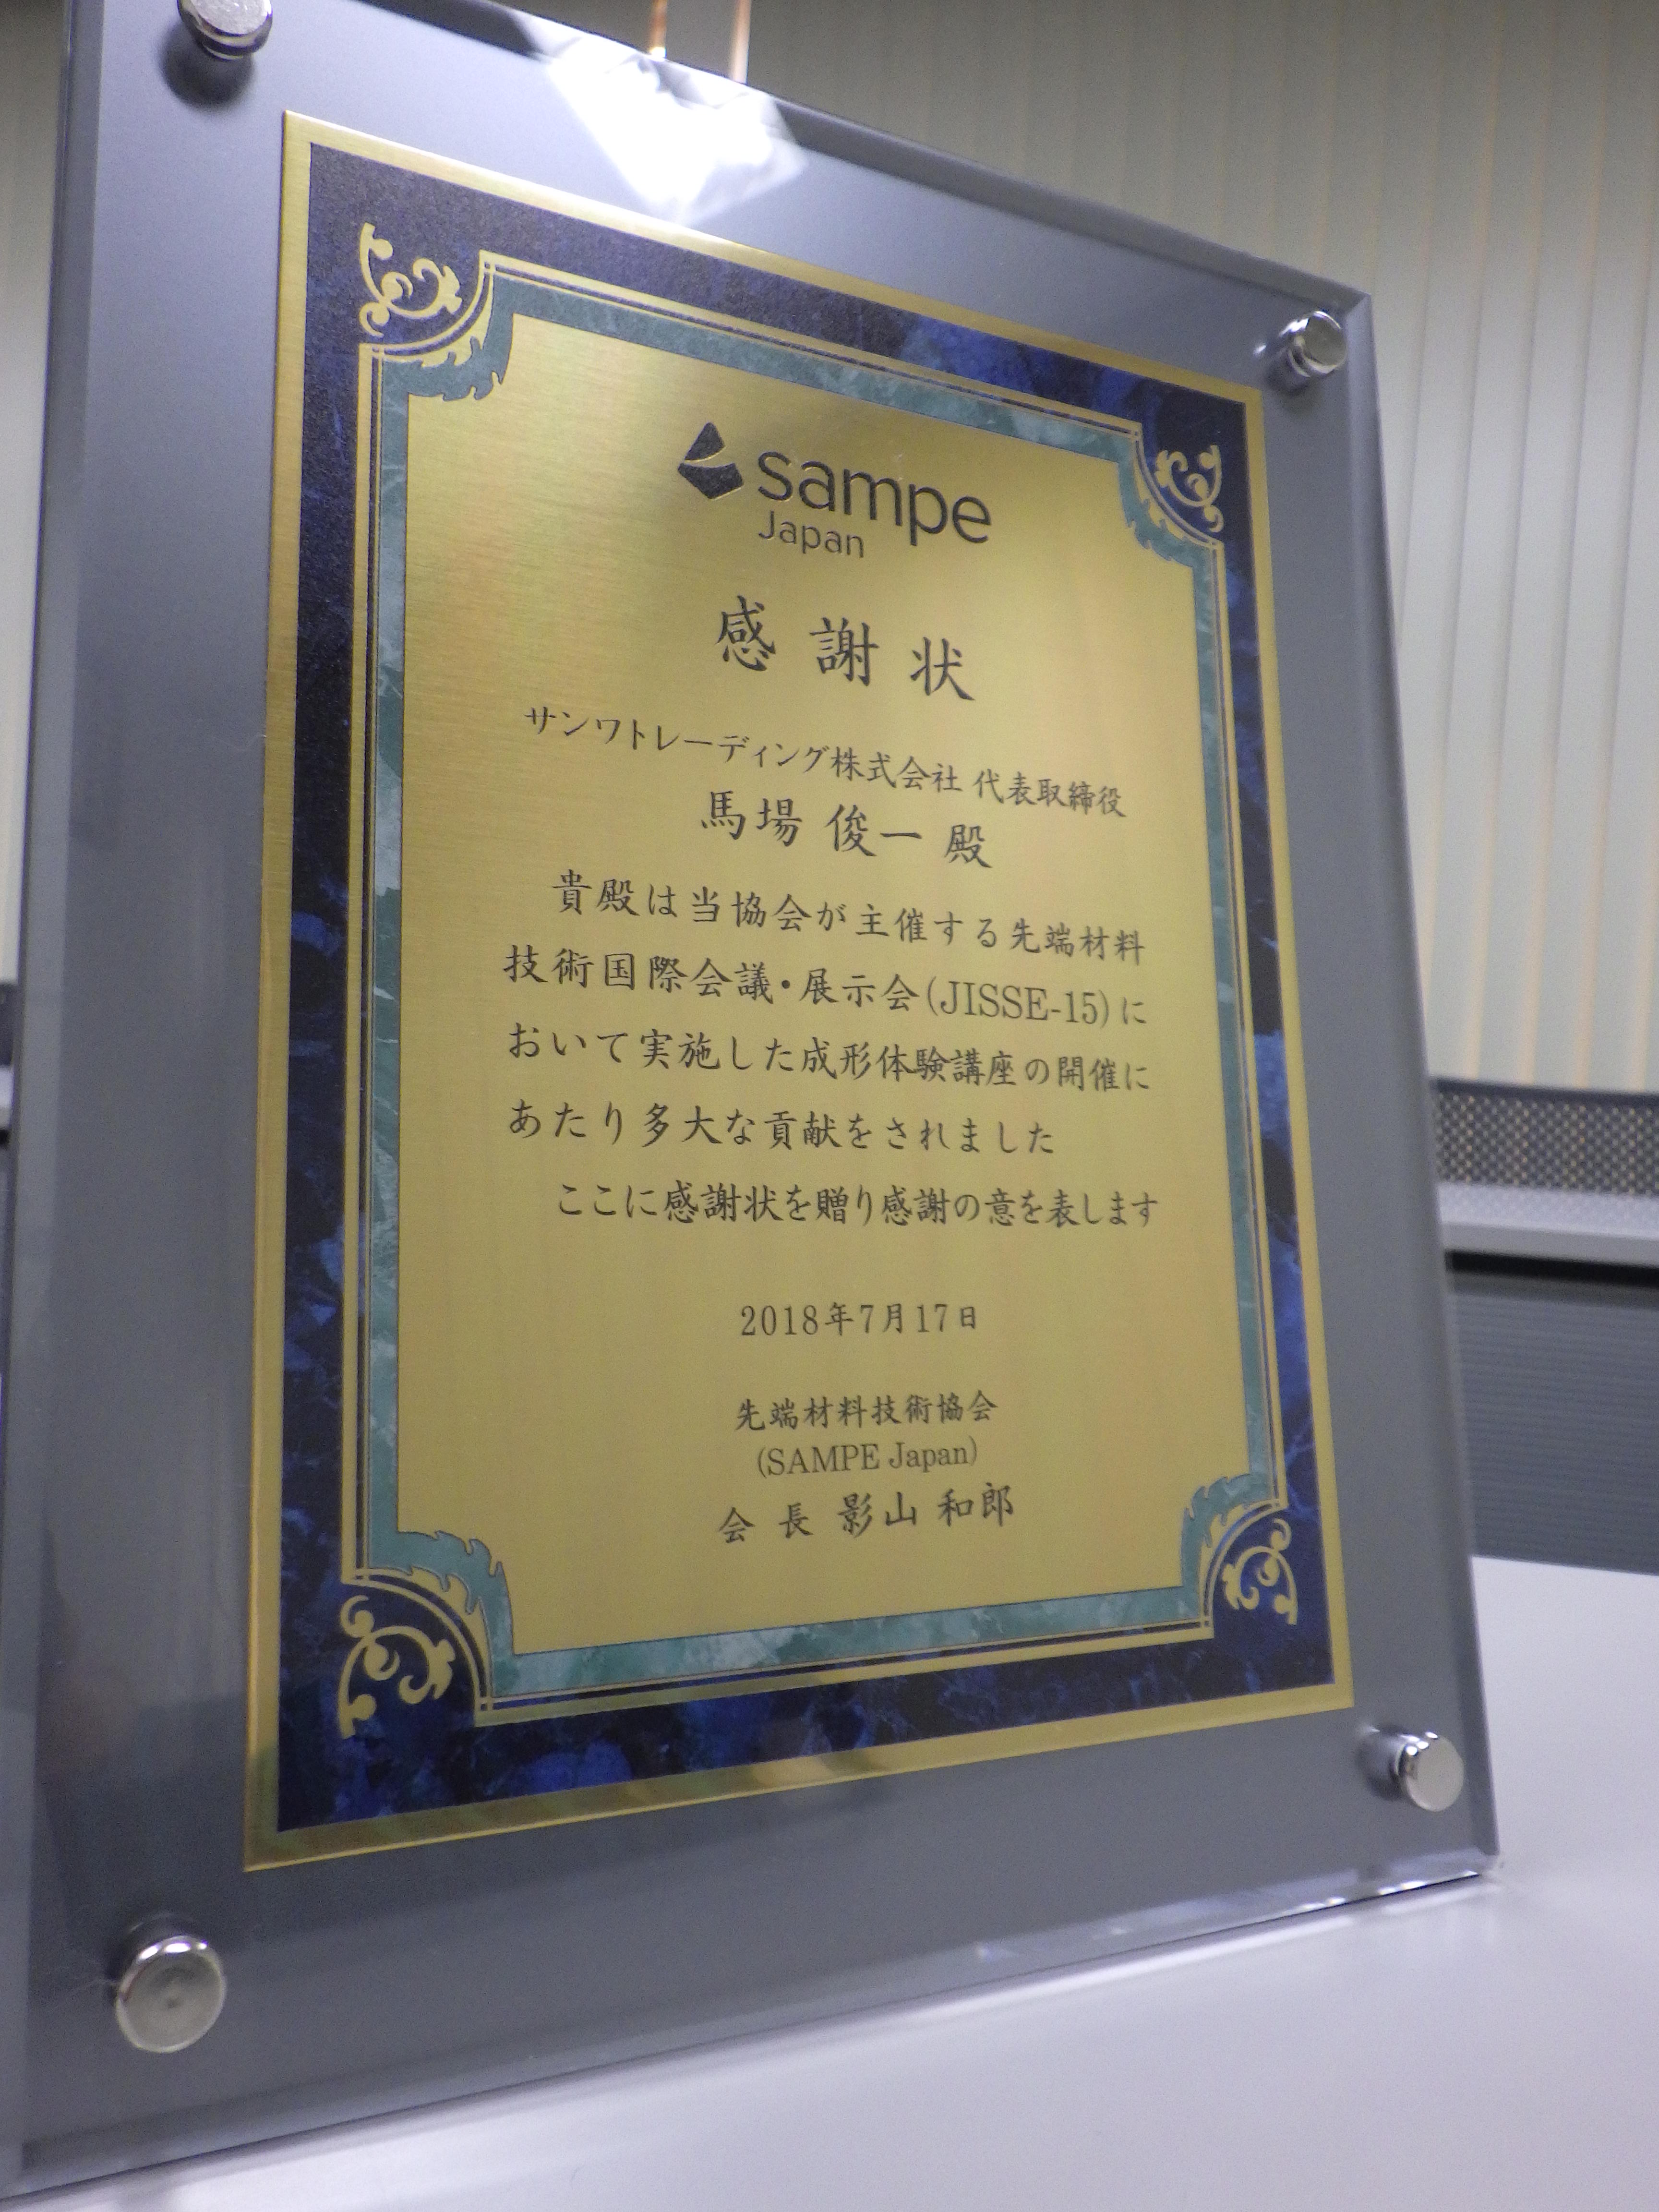 sampe
Japan
感謝状
サンワトレーディング株式会社 代表取締役
馬場 俊一 殿
貴殿は当協会が主催する先端材料
技術国際会議・展示会(JISSE-15)に
おいて実施した成形体験講座の開催に
あたり多大な貢献をされました
ここに感謝状を贈り感謝の意を表します
2018年7月17日
先端材料技術協会
(SAMPE Japan)
会 長 影山 和郎